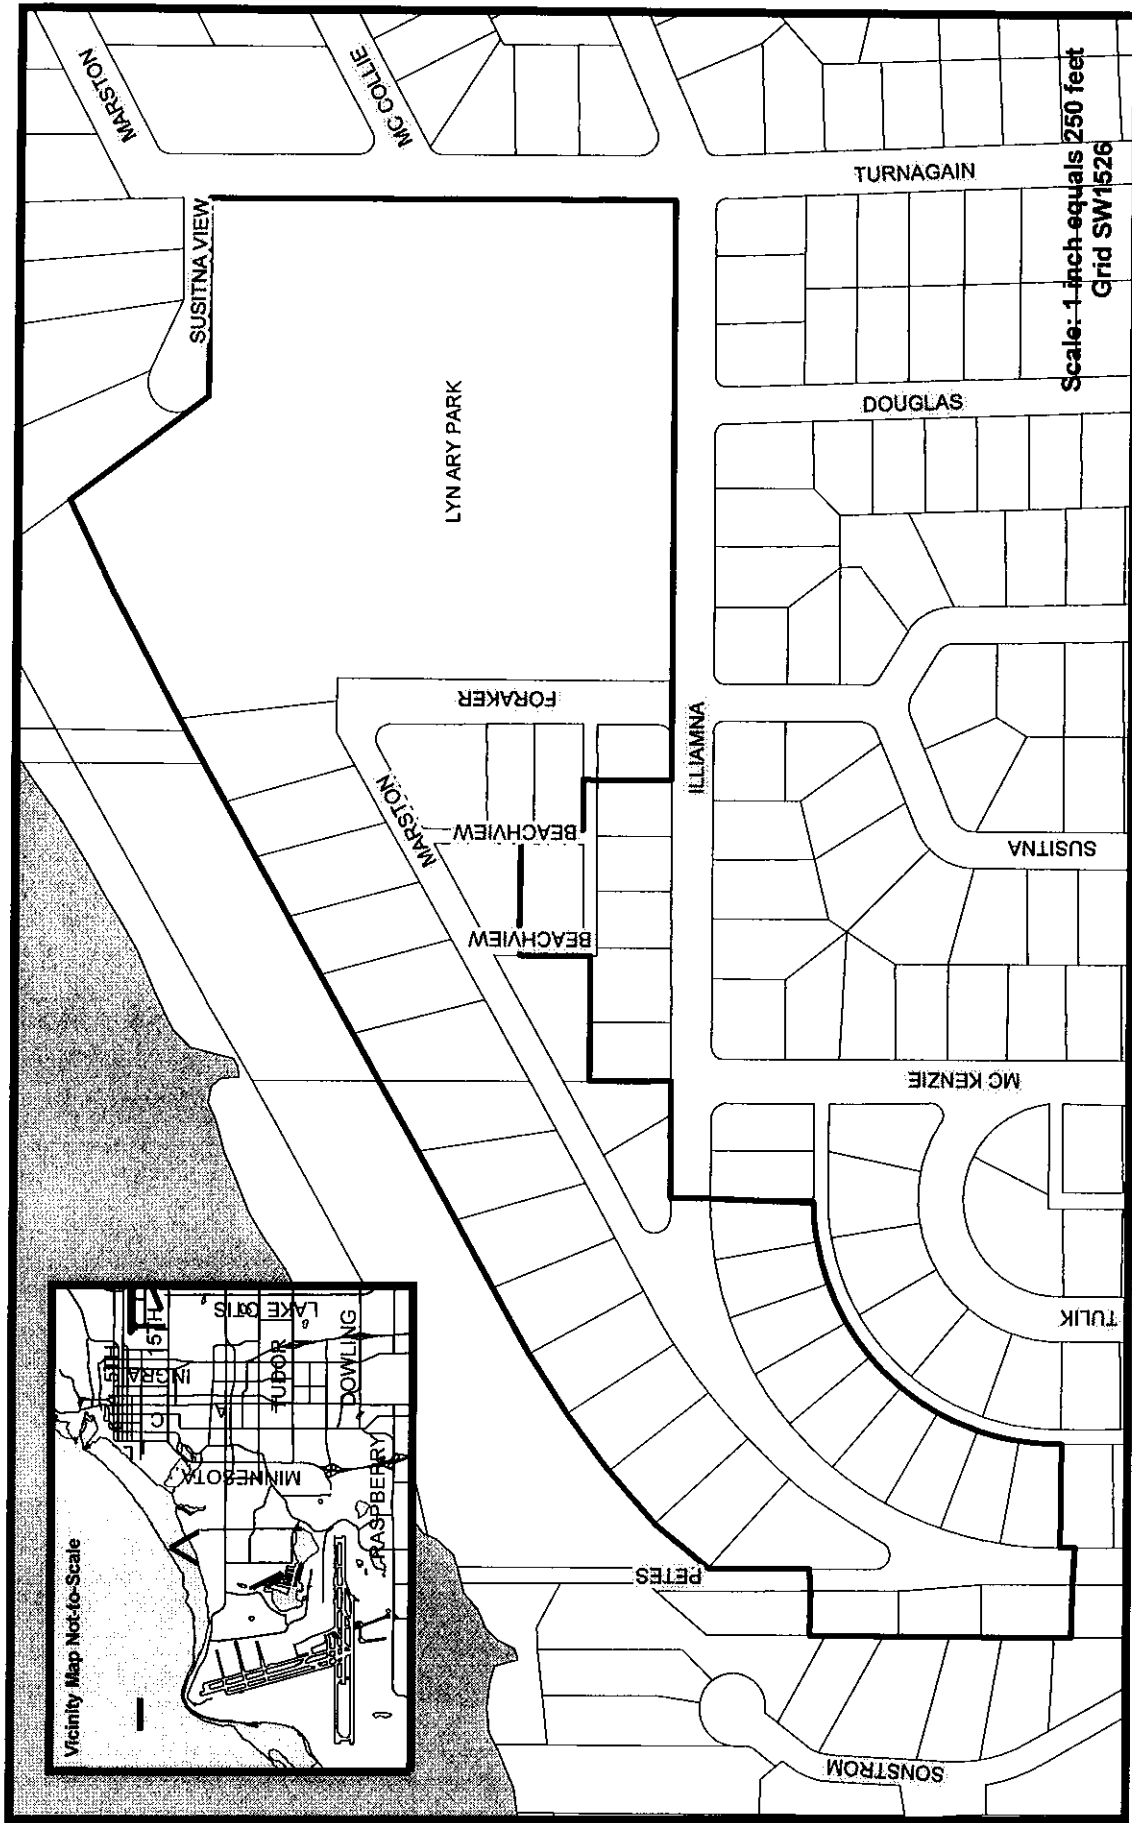 Vicinity Map Not-to-Scale
5TH
15TH
INGRA
LAKE OTIS
C
L
A
TUDOR
DOWLING
MINNESOTA
RASPBERRY
MARSTON
MC COLLIE
SUSITNA VIEW
TURNAGAIN
LYN ARY PARK
DOUGLAS
FORAKER
MARSTON
BEACHVIEW
BEACHVIEW
ILLIAMNA
SUSITNA
MC KENZIE
TULIK
PETES
SONSTROM
Scale: 1 inch equals 250 feet
Grid SW1526